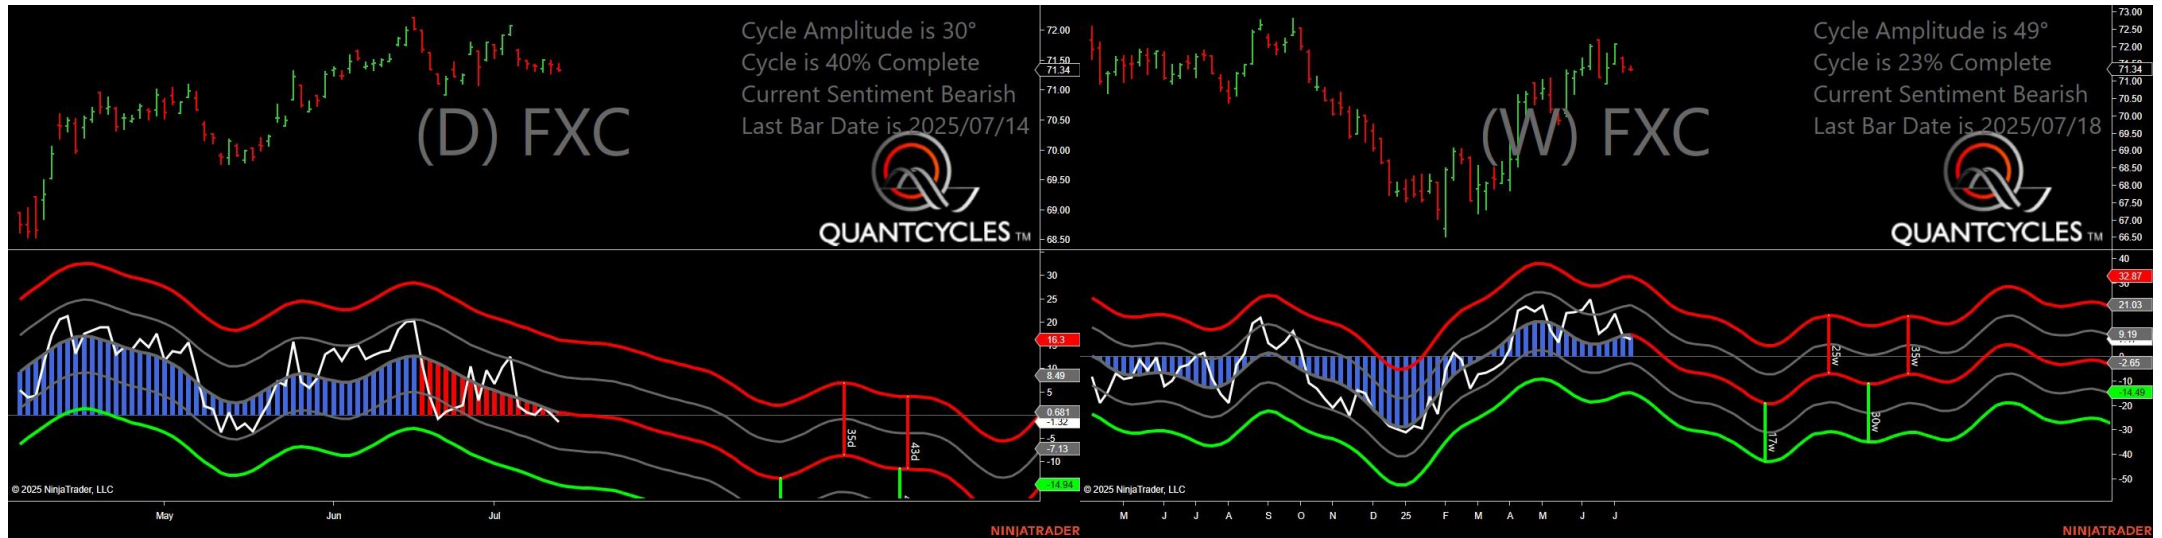 Cycle Amplitude is 30°
Cycle is 40% Complete
Current Sentiment Bearish
Last Bar Date is 2025/07/14
(D) FXC
QUANTCYCLES TM
72.00
71.50
71.34
71.00
70.50
70.00
69.50
69.00
68.50
30
25
20
16.3
10
8.49
5
0.681
-1.32
-5
-7.13
-10
-14.94
35d
43d
© 2025 NinjaTrader, LLC
May
Jun
Jul
NINJATRADER
Cycle Amplitude is 49°
Cycle is 23% Complete
Current Sentiment Bearish
Last Bar Date is 2025/07/18
(W) FXC
QUANTCYCLES TM
73.00
72.50
72.00
71.34
71.00
70.50
70.00
69.50
69.00
68.50
68.00
67.50
67.00
66.50
40
32.87
30
21.03
9.19
0
-2.65
-10
-14.49
-20
-30
-40
-50
25w
35w
17w
30w
© 2025 NinjaTrader, LLC
M J J A S O N D 25 F M A M J J
NINJATRADER